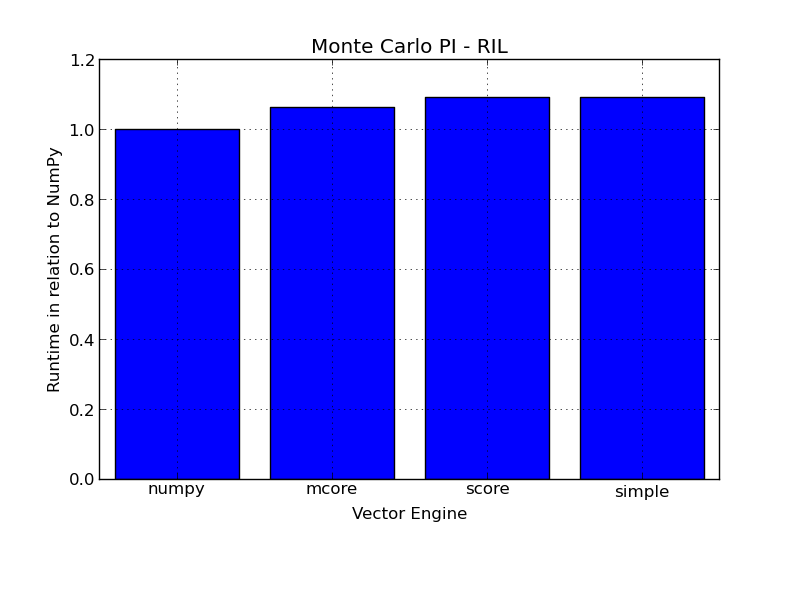 Monte Carlo PI - RIL
1.2
1.0
0.8
0.6
0.4
0.2
0.0
Runtime in relation to NumPy
numpy mcore score simple
Vector Engine